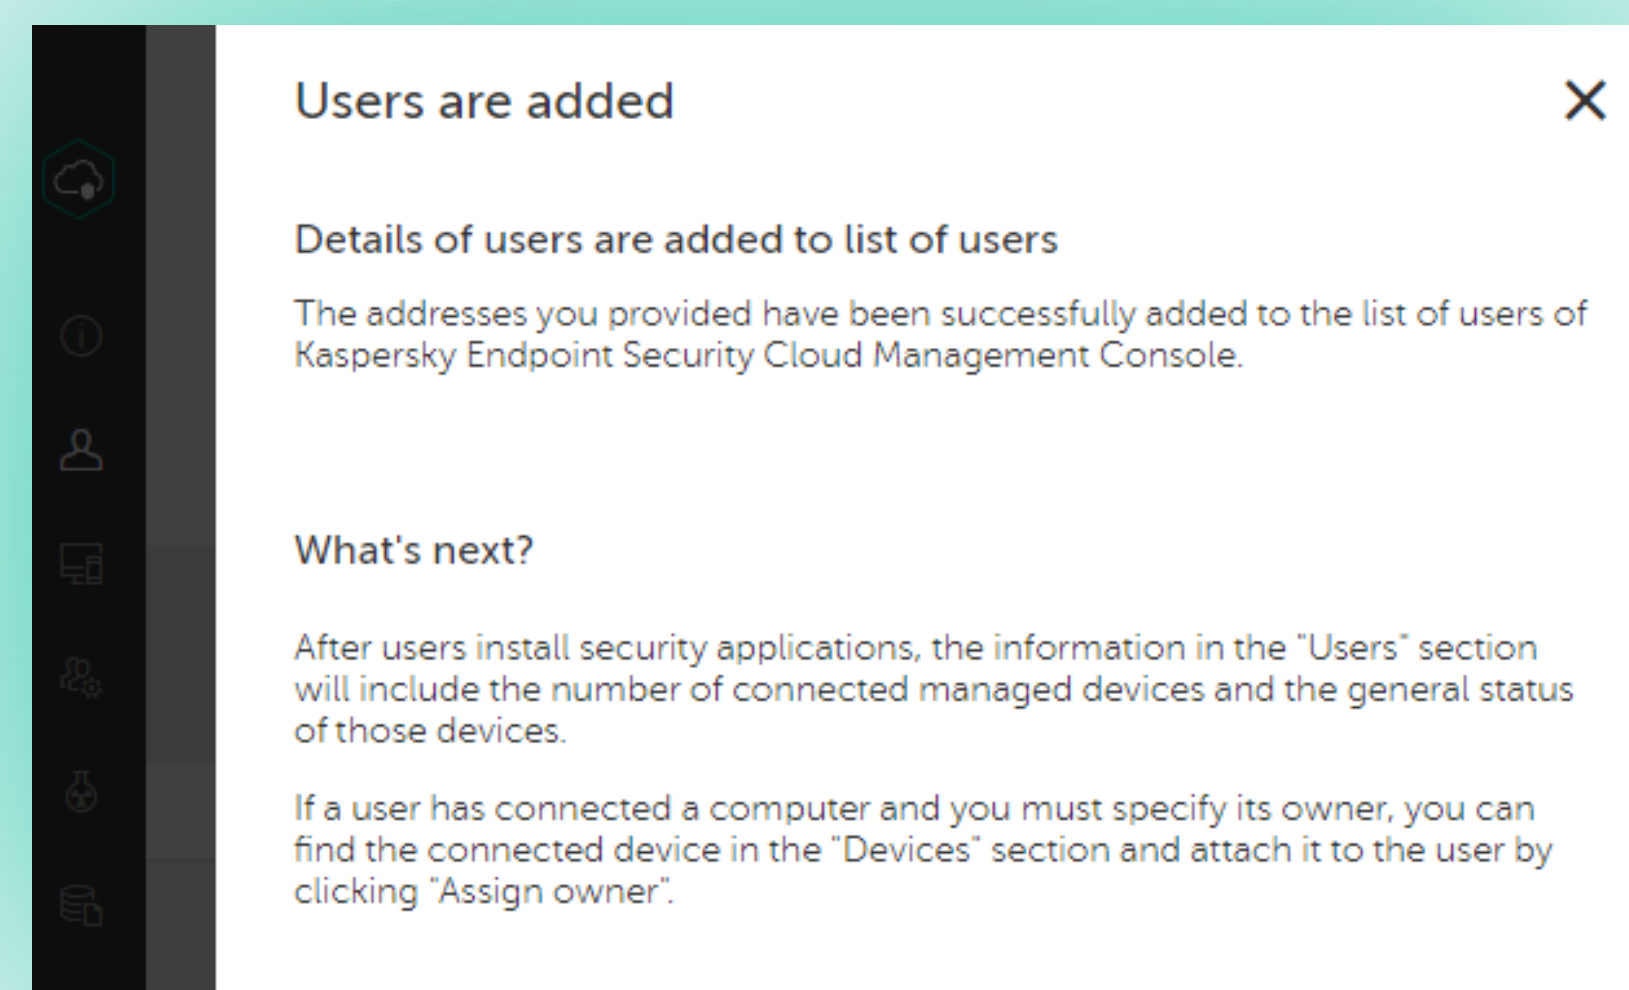 Users are added
Details of users are added to list of users
The addresses you provided have been successfully added to the list of users of
Kaspersky Endpoint Security Cloud Management Console.
What's next?
After users install security applications, the information in the "Users" section
will include the number of connected managed devices and the general status
of those devices.
If a user has connected a computer and you must specify its owner, you can
find the connected device in the "Devices" section and attach it to the user by
clicking "Assign owner".